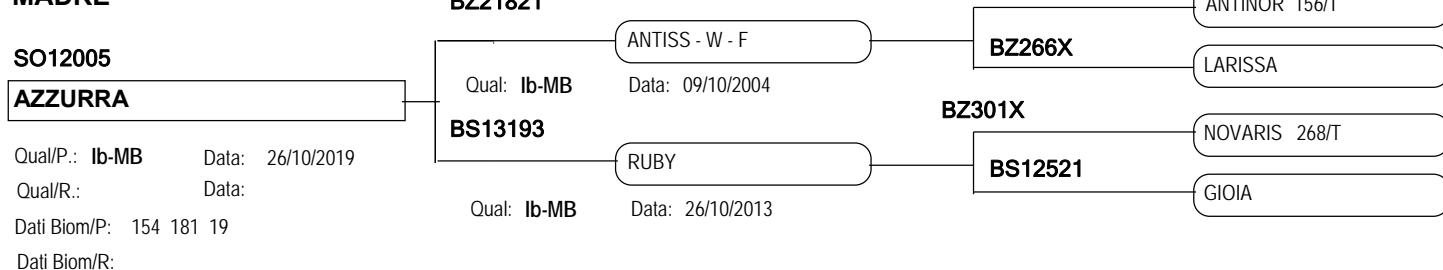 MADRE
BZ21821
ANTINOR 156/T
ANTISS - W - F
BZ266X
SO12005
LARISSA
Qual: Ib-MB Data: 09/10/2004
AZZURRA
BZ301X
BS13193
NOVARIS 268/T
Qual/P.: Ib-MB Data: 26/10/2019
RUBY
BS12521
Qual/R.: Data:
GIOIA
Qual: Ib-MB Data: 26/10/2013
Dati Biom/P: 154 181 19
Dati Biom/R: